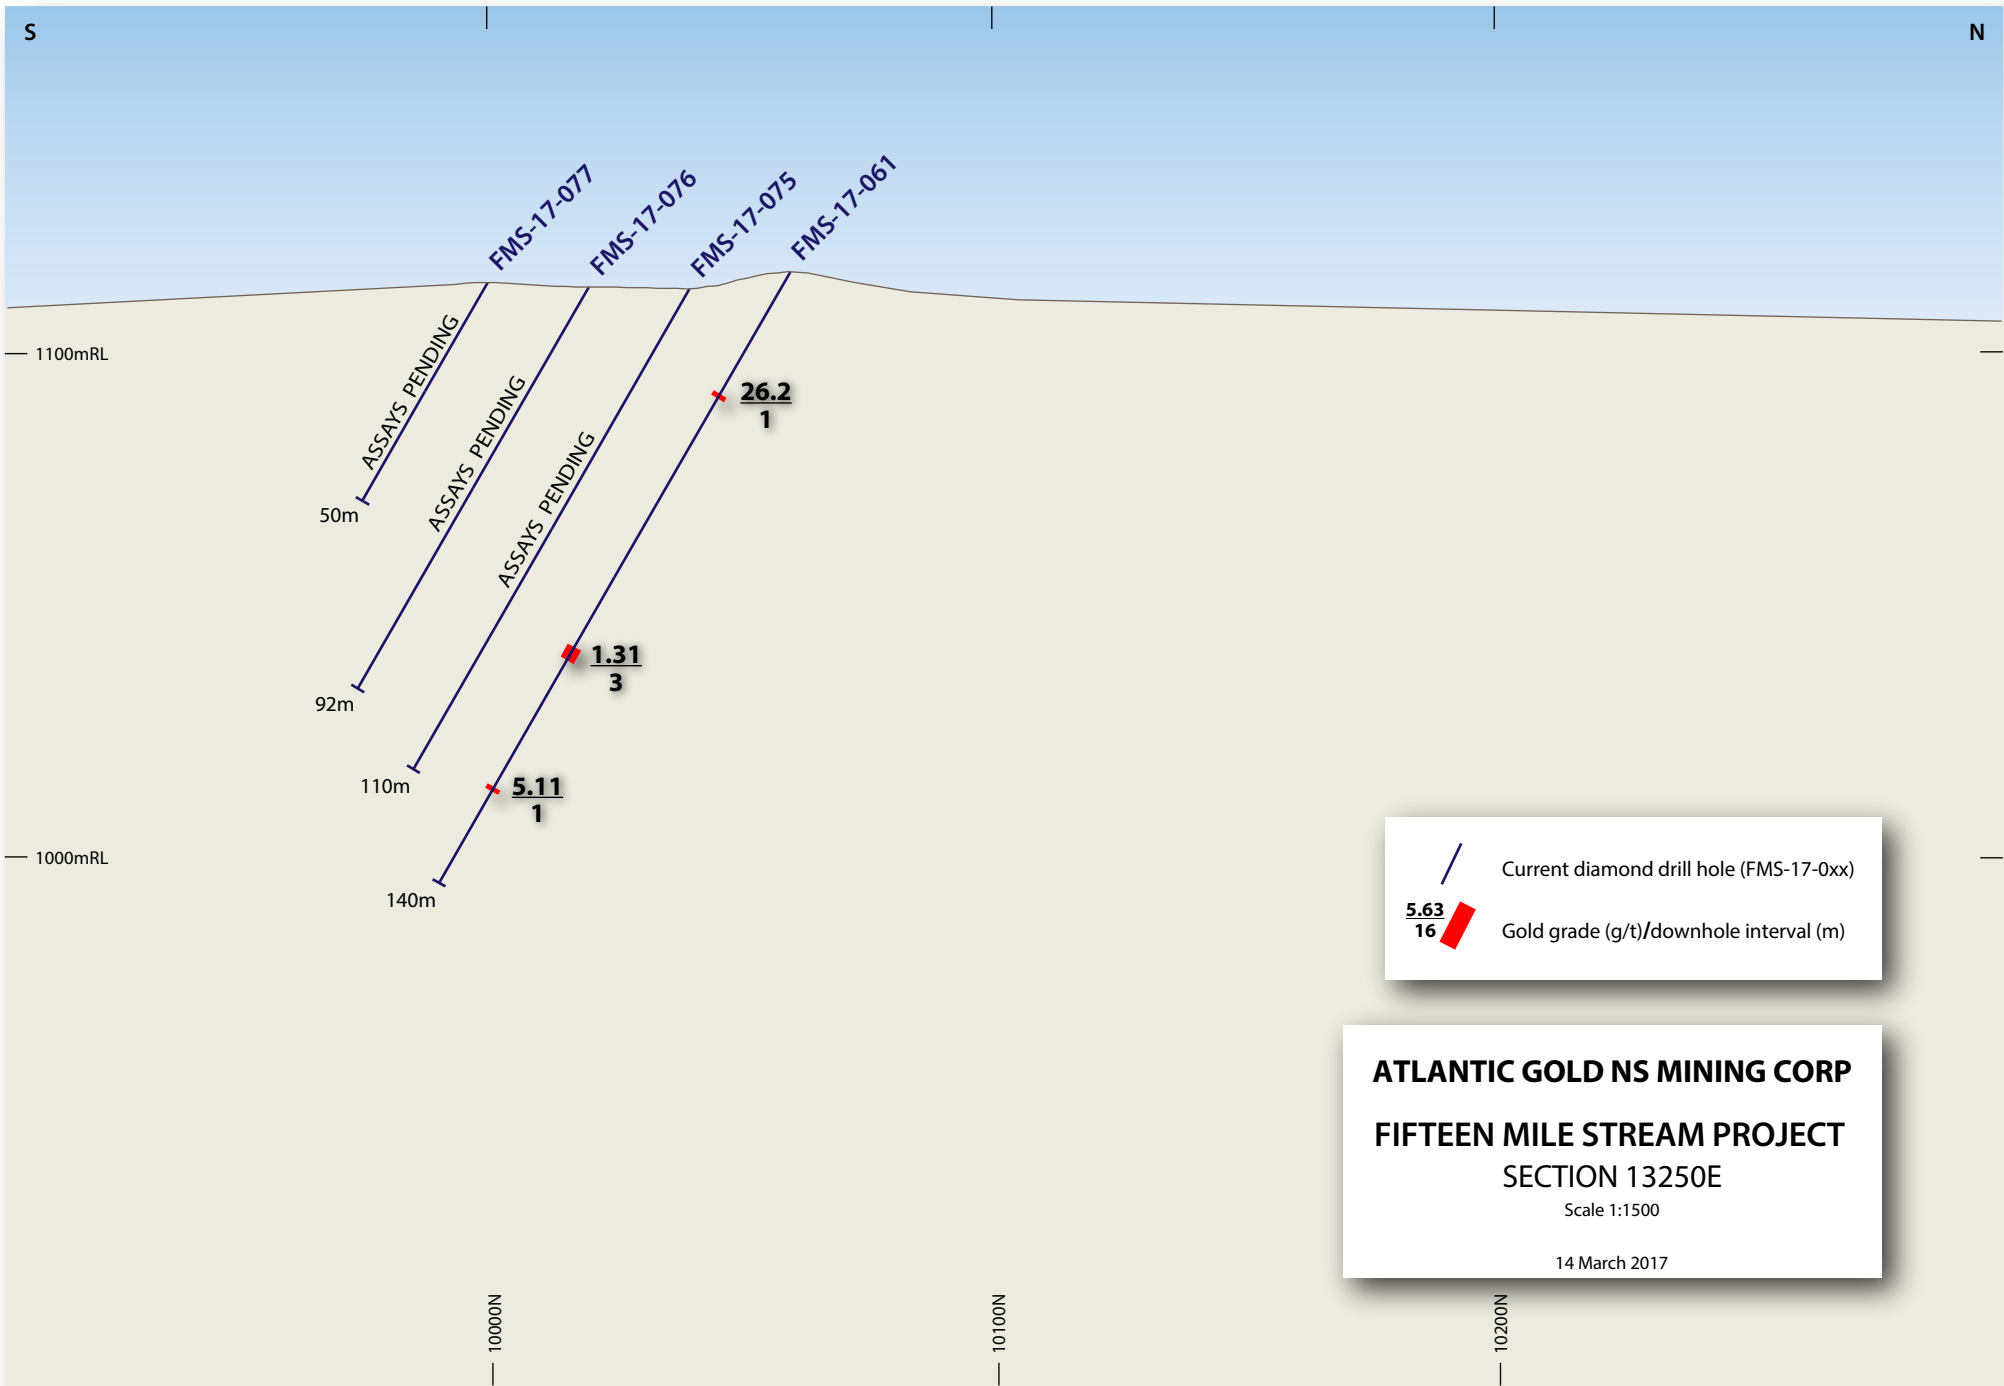 S
N
FMS-17-077
FMS-17-076
FMS-17-075
FMS-17-061
1100mRL
ASSAYS PENDING
ASSAYS PENDING
ASSAYS PENDING
26.2
1
50m
1.31
3
92m
110m
5.11
1
1000mRL
140m
Current diamond drill hole (FMS-17-0xx)
5.63
16
Gold grade (g/t)/downhole interval (m)
ATLANTIC GOLD NS MINING CORP
FIFTEEN MILE STREAM PROJECT
SECTION 13250E
Scale 1:1500
14 March 2017
10000N
10100N
10200N